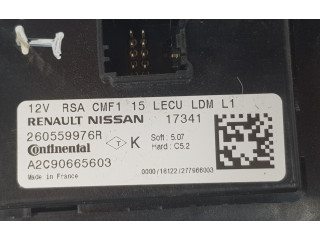 12V RSA CMF1 15 LECU LDM L1
RENAULT NISSAN 17341
260559976R
Continental K
Soft : 5.07
Hard : C5.2
A2C90665603
Made in France
0000/18122/277966003